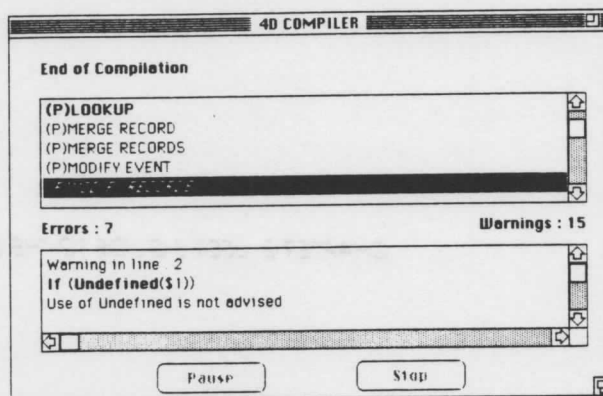 4D COMPILER
End of Compilation
(P)LOOKUP
(P)MERGE RECORD
(P)MERGE RECORDS
(P)MODIFY EVENT
Errors : 7
Warnings : 15
Warning in line : 2
If (Undefined($1))
Use of Undefined is not advised
Pause
Stop